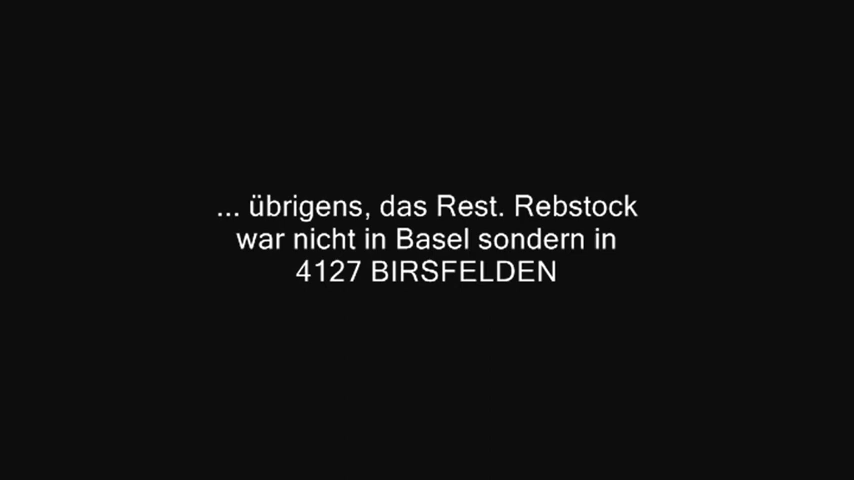 ... übrigens, das Rest. Rebstock
war nicht in Basel sondern in
4127 BIRSFELDEN